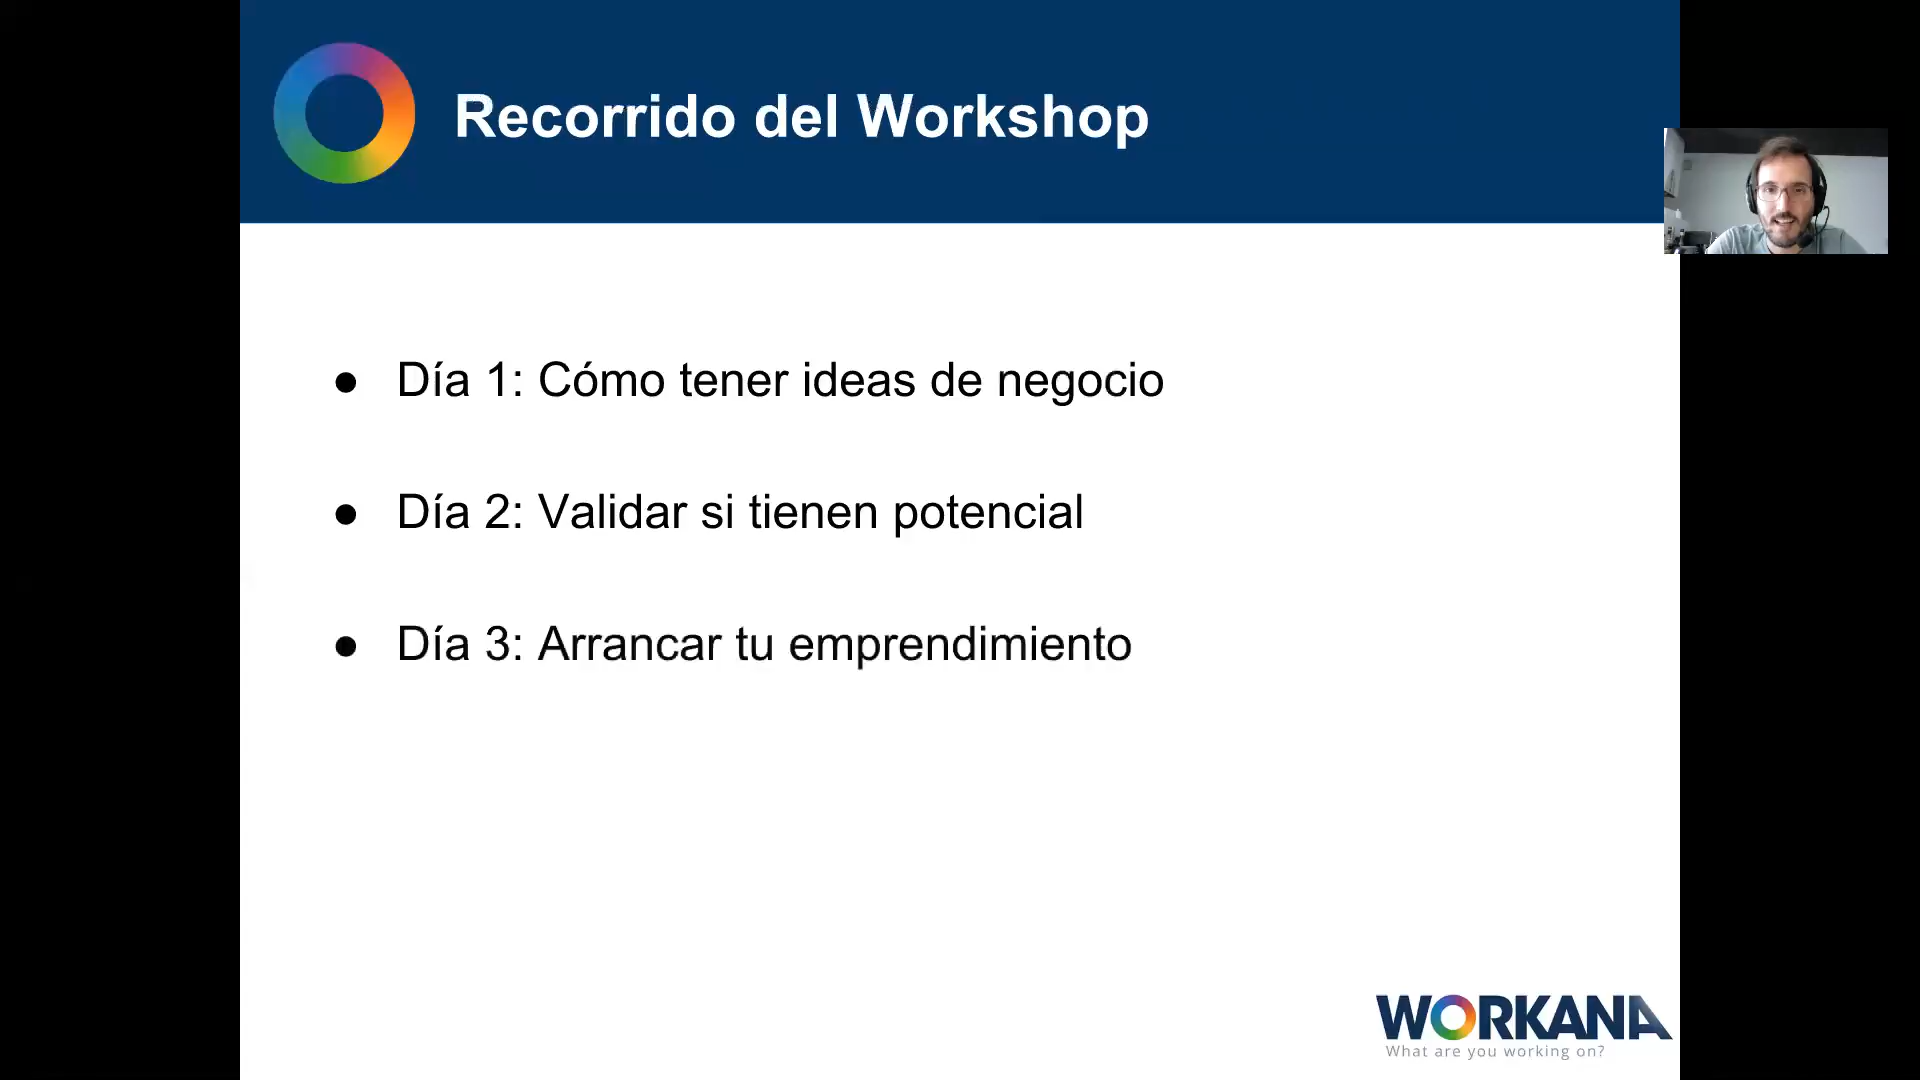 Recorrido del Workshop
● Día 1: Cómo tener ideas de negocio
● Día 2: Validar si tienen potencial
● Día 3: Arrancar tu emprendimiento
WORKANA
What are you working on?